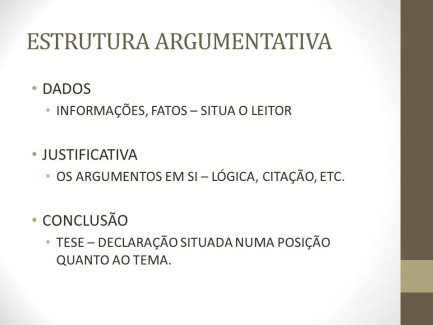 ESTRUTURA ARGUMENTATIVA
• DADOS
• INFORMAÇÕES, FATOS – SITUA O LEITOR
• JUSTIFICATIVA
• OS ARGUMENTOS EM SI – LÓGICA, CITAÇÃO, ETC.
• CONCLUSÃO
• TESE – DECLARAÇÃO SITUADA NUMA POSIÇÃO
QUANTO AO TEMA.